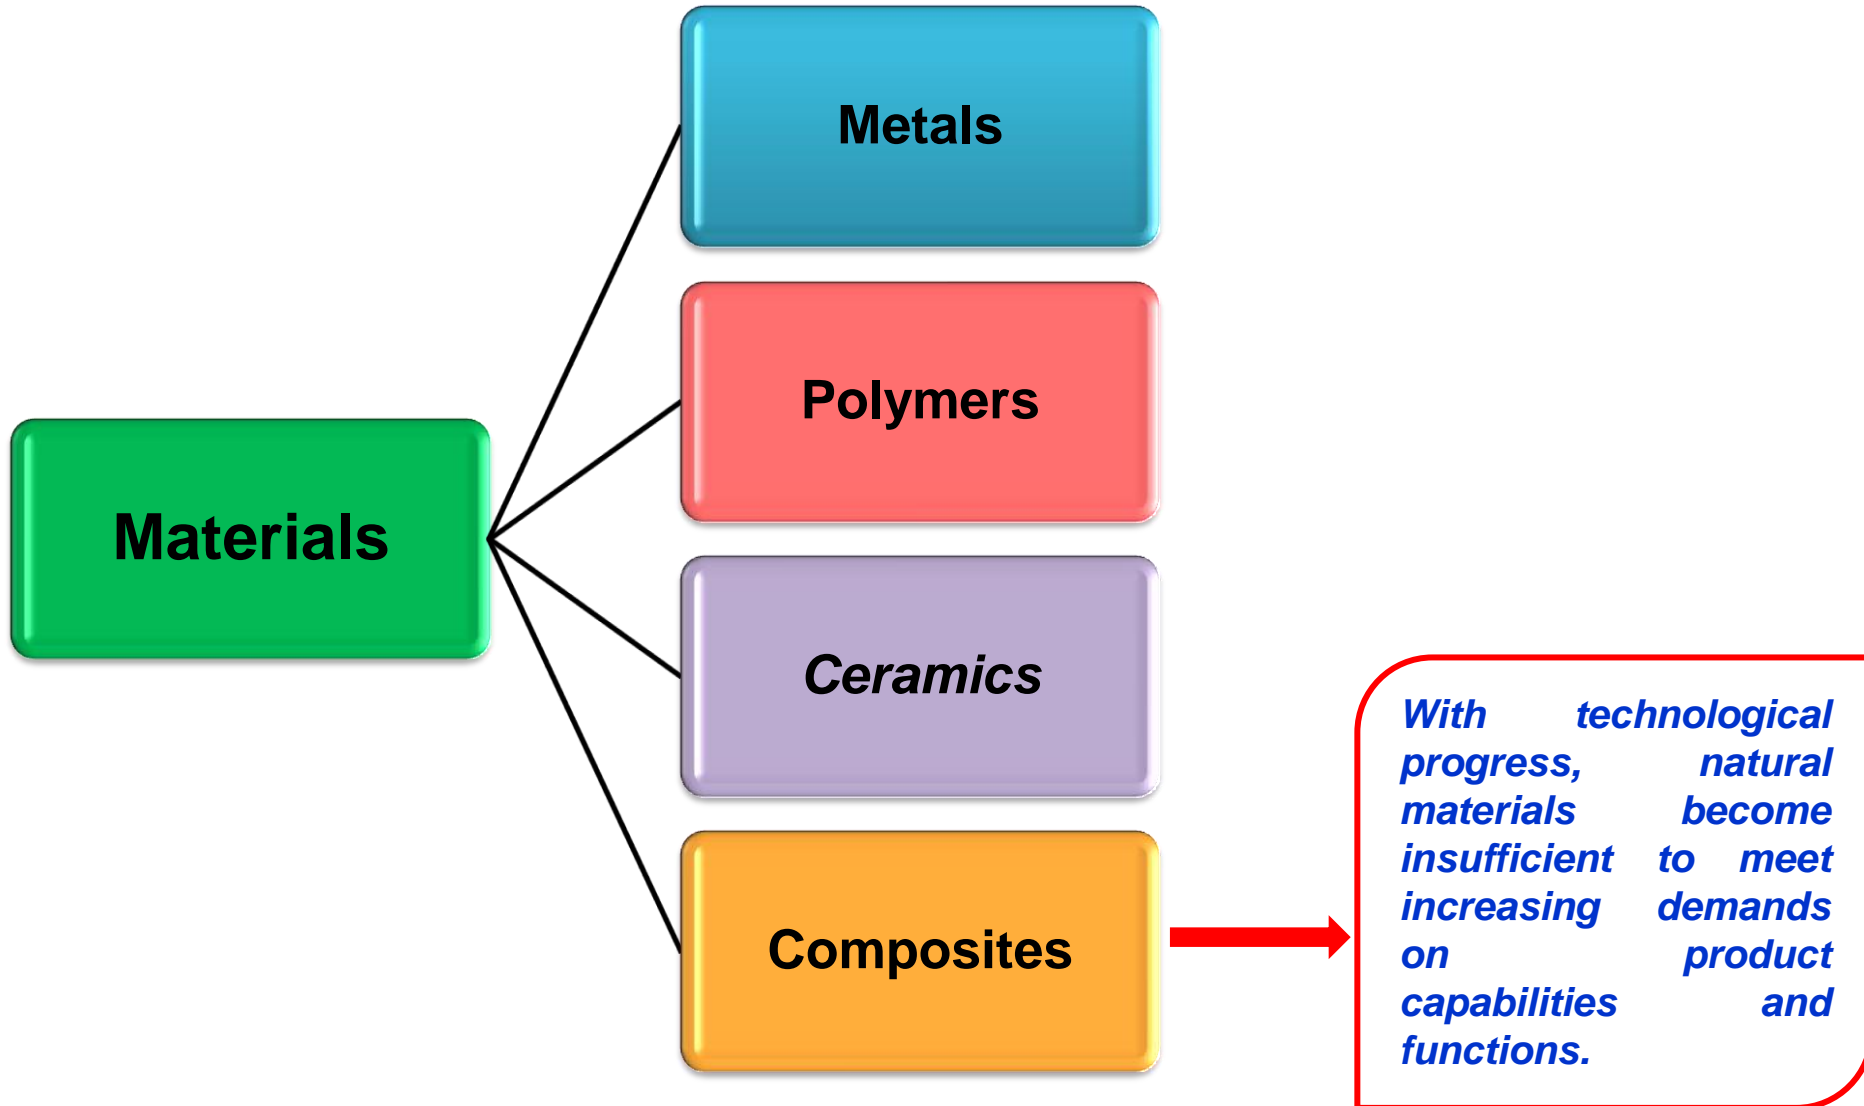 Metals
Polymers
Materials
Ceramics
Composites
With technological
progress, natural
materials become
insufficient to meet
increasing demands
on product
capabilities and
functions.